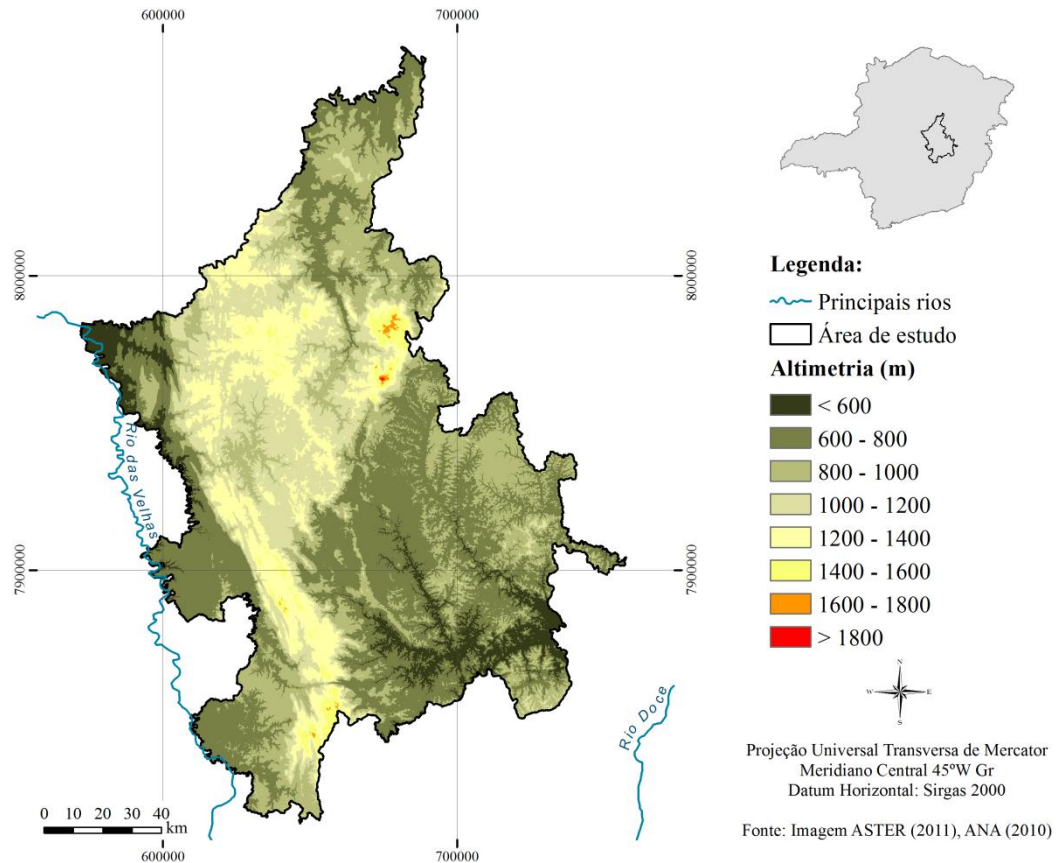 600000
700000
8000000
8000000
7900000
7900000
Rio das Velhas
Rio Doce
0 10 20 30 40
km
600000
700000
Legenda:
Principais rios
Área de estudo
Altimetria (m)
< 600
600 - 800
800 - 1000
1000 - 1200
1200 - 1400
1400 - 1600
1600 - 1800
> 1800
N
W E
S
Projeção Universal Transversa de Mercator
Meridiano Central 45ºW Gr
Datum Horizontal: Sirgas 2000
Fonte: Imagem ASTER (2011), ANA (2010)